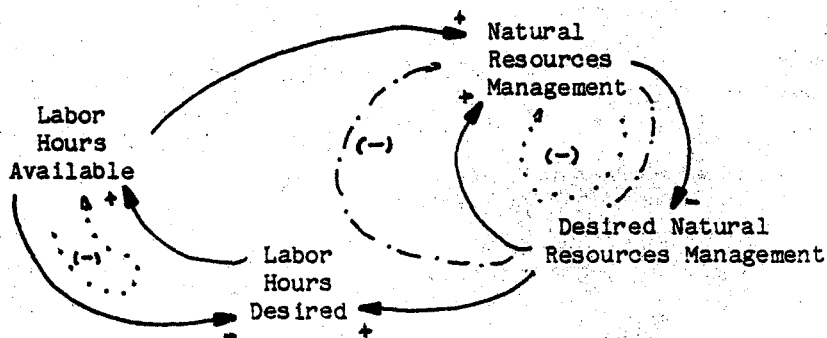 +
Natural
Resources
Management
+
Labor
Hours
Available
+
(-)
(-)
-
Desired Natural
Resources Management
(-)
Labor
Hours
Desired
-
+